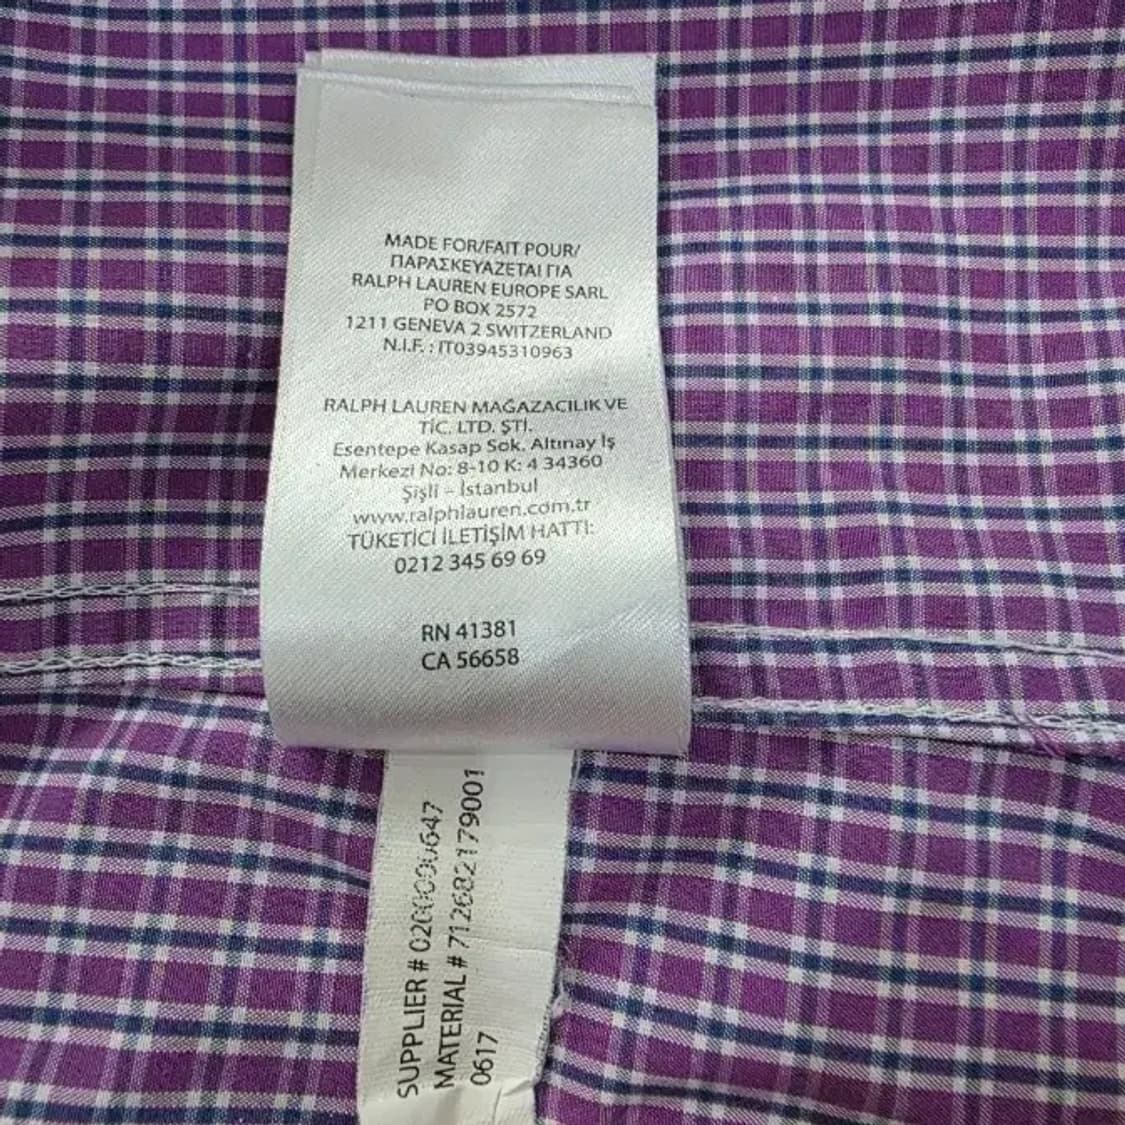 MADE FOR/FAIT POUR/
ΠΑΡΑΣΚΕΥΑΖΕΤΑΙ ΓΙΑ
RALPH LAUREN EUROPE SARL
PO BOX 2572
1211 GENEVA 2 SWITZERLAND
N.I.F. : IT03945310963
RALPH LAUREN MAĞAZACILIK VE
TİC. LTD. ŞTİ.
Esentepe Kasap Sok. Altınay İş
Merkezi No: 8-10 K: 4 34360
Şişli – İstanbul
www.ralphlauren.com.tr
TÜKETİCİ İLETİŞİM HATTI:
0212 345 69 69
RN 41381
CA 56658
SUPPLIER # 0200000647
MATERIAL # 712682179001
0617